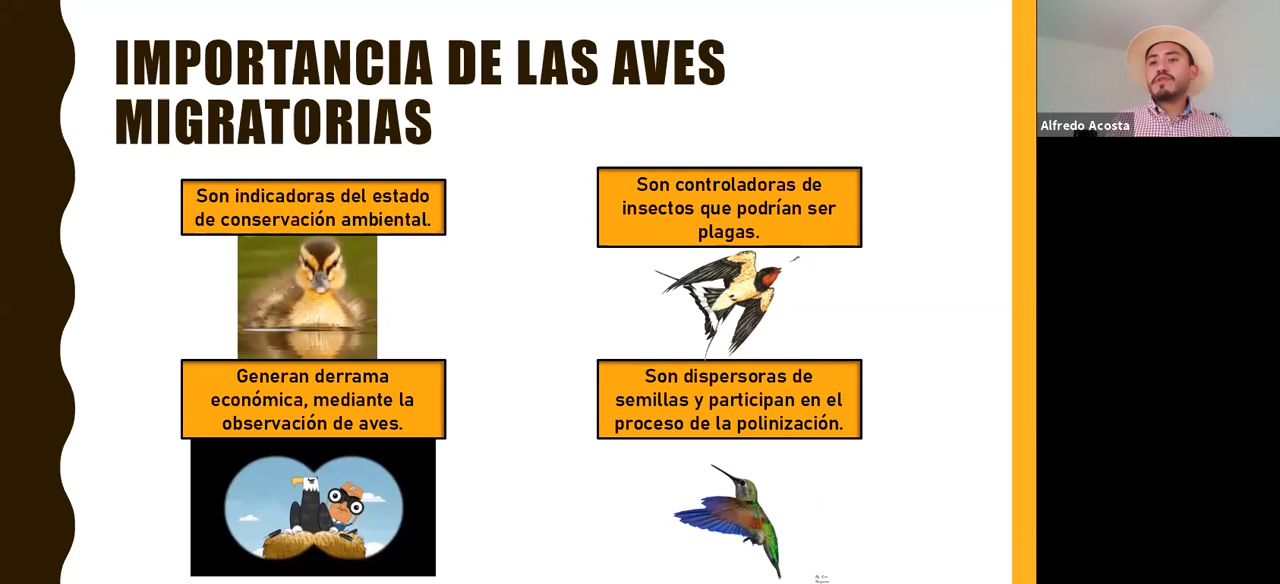 IMPORTANCIA DE LAS AVES
MIGRATORIAS
Son indicadoras del estado
de conservación ambiental.
Son controladoras de
insectos que podrían ser
plagas.
Generan derrama
económica, mediante la
observación de aves.
Son dispersoras de
semillas y participan en el
proceso de la polinización.
Alfredo Acosta